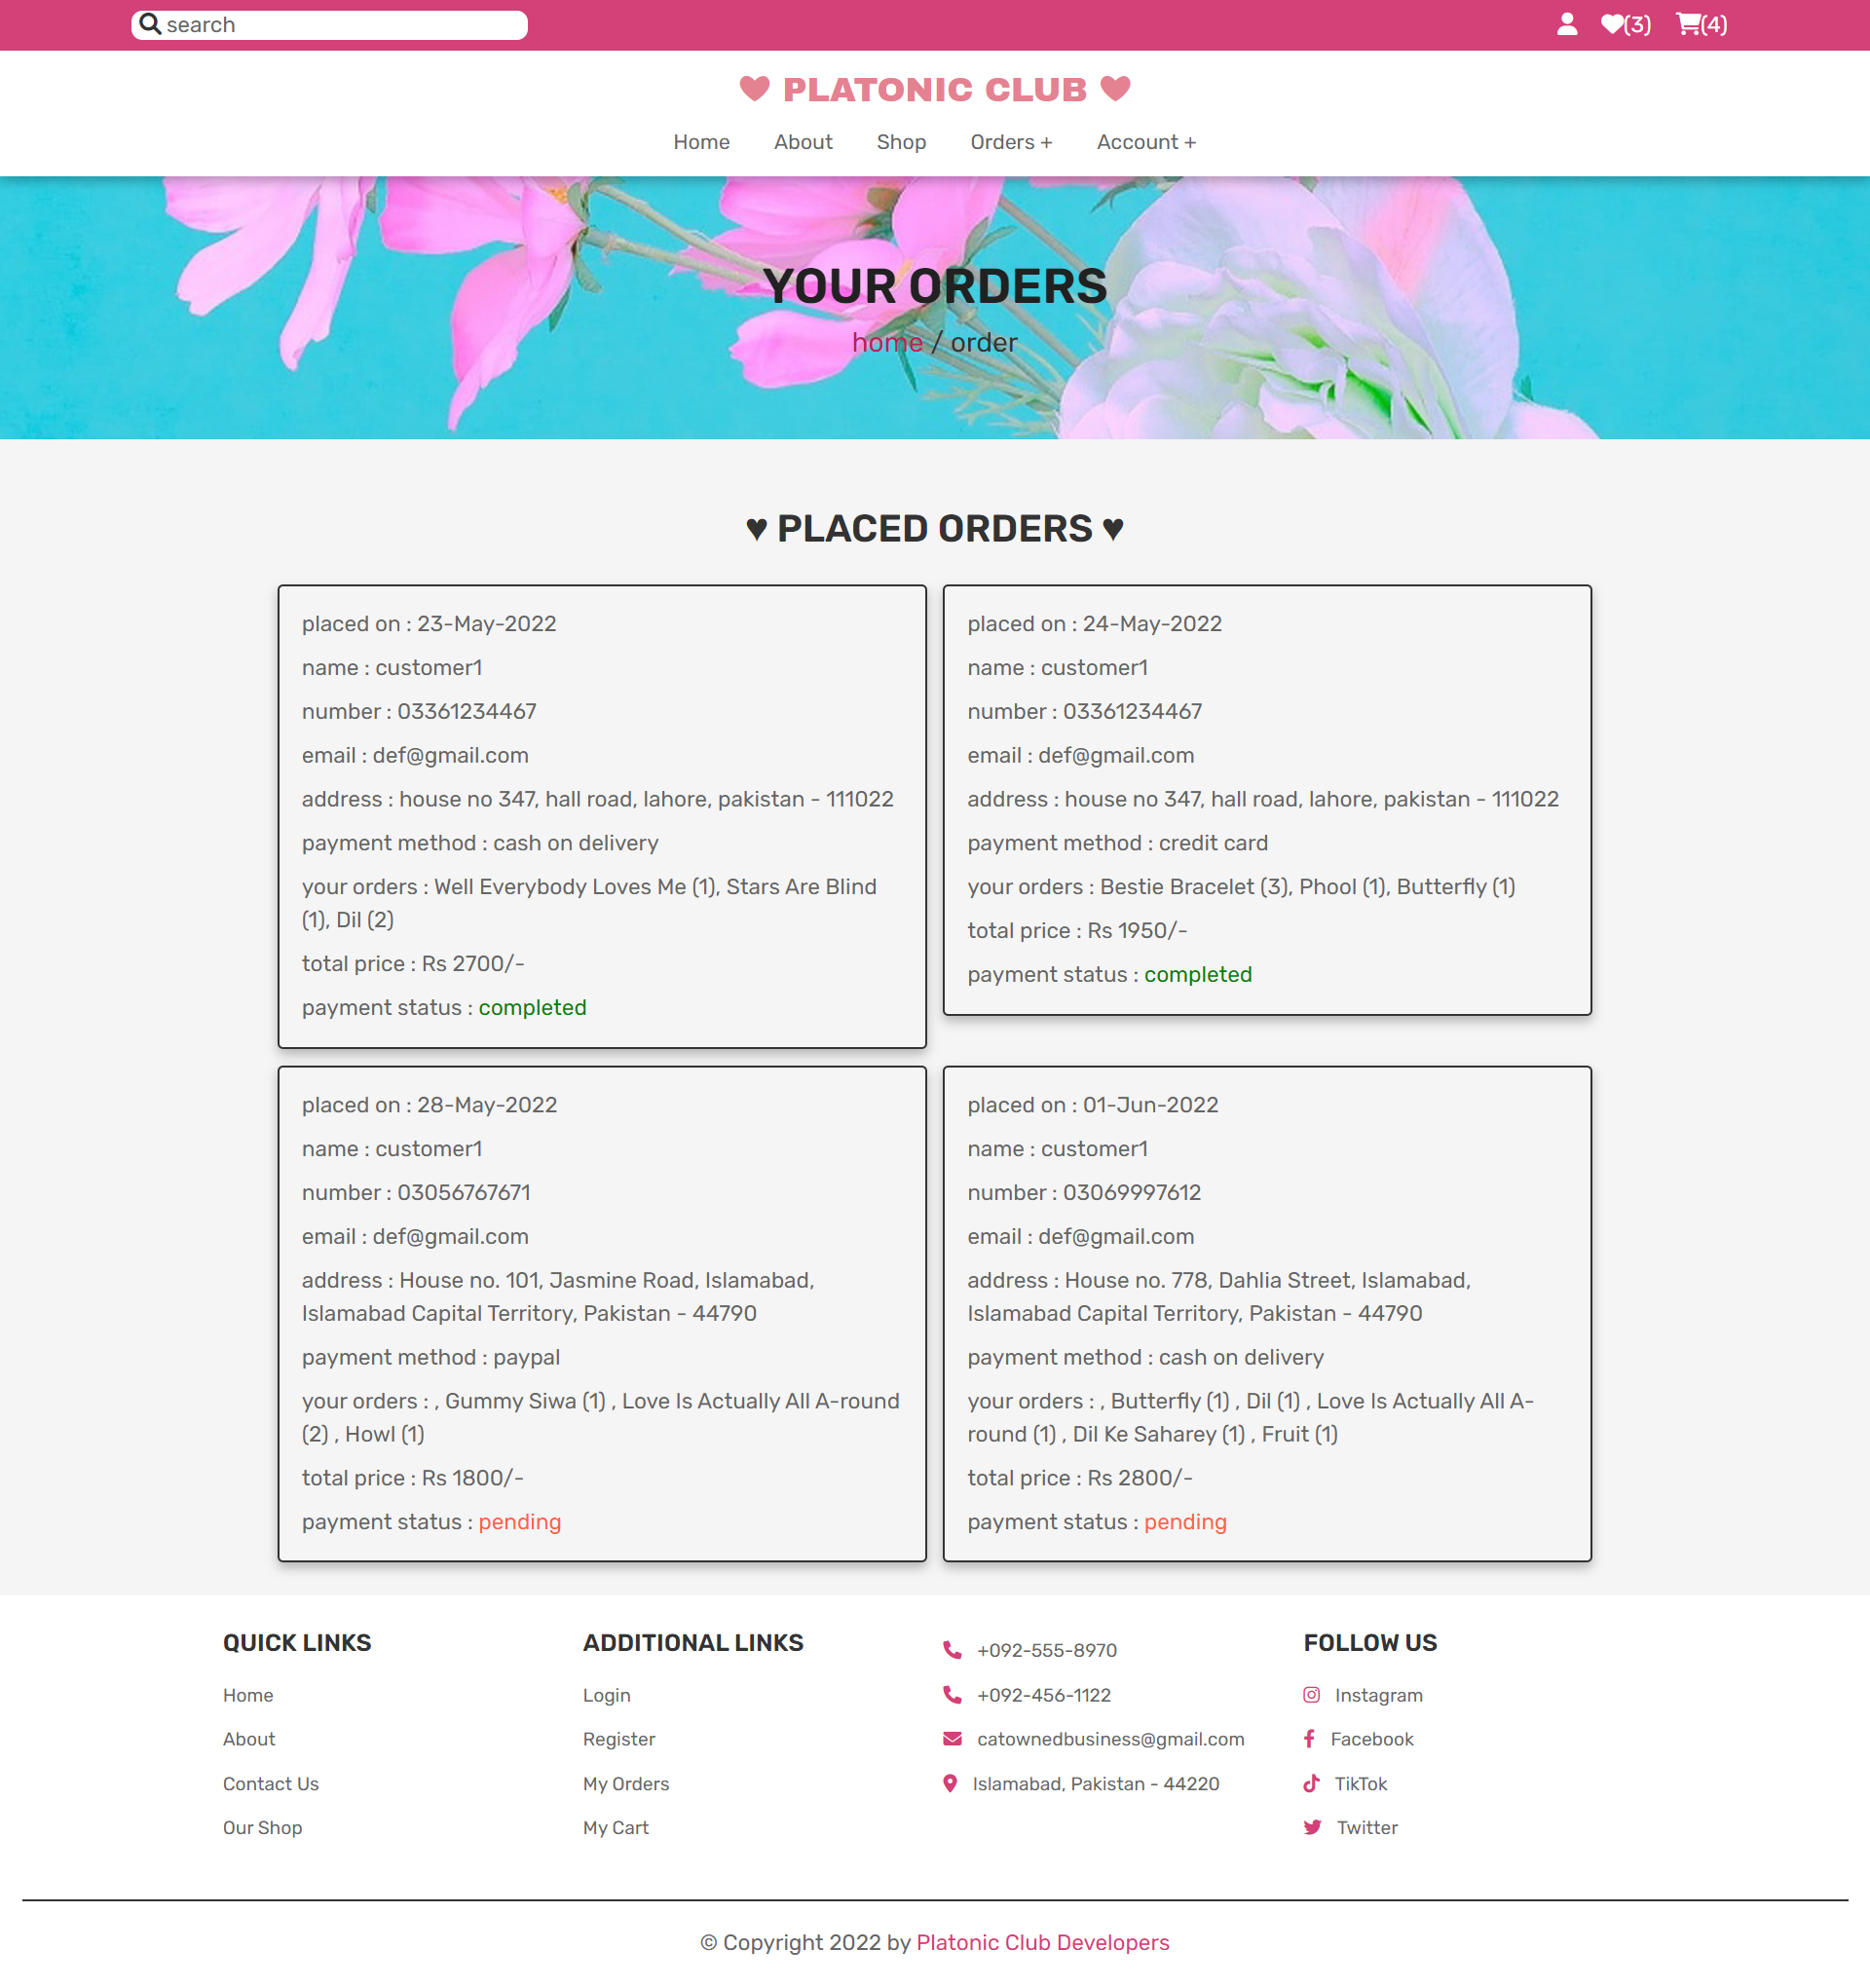 search
(3) (4)
PLATONIC CLUB
Home About Shop Orders + Account +
YOUR ORDERS
home / order
♥ PLACED ORDERS ♥
placed on : 23-May-2022
name : customer1
number : 03361234467
email : def@gmail.com
address : house no 347, hall road, lahore, pakistan - 111022
payment method : cash on delivery
your orders : Well Everybody Loves Me (1), Stars Are Blind
(1), Dil (2)
total price : Rs 2700/-
payment status : completed
placed on : 24-May-2022
name : customer1
number : 03361234467
email : def@gmail.com
address : house no 347, hall road, lahore, pakistan - 111022
payment method : credit card
your orders : Bestie Bracelet (3), Phool (1), Butterfly (1)
total price : Rs 1950/-
payment status : completed
placed on : 28-May-2022
name : customer1
number : 03056767671
email : def@gmail.com
address : House no. 101, Jasmine Road, Islamabad,
Islamabad Capital Territory, Pakistan - 44790
payment method : paypal
your orders : , Gummy Siwa (1) , Love Is Actually All A-round
(2) , Howl (1)
total price : Rs 1800/-
payment status : pending
placed on : 01-Jun-2022
name : customer1
number : 03069997612
email : def@gmail.com
address : House no. 778, Dahlia Street, Islamabad,
Islamabad Capital Territory, Pakistan - 44790
payment method : cash on delivery
your orders : , Butterfly (1) , Dil (1) , Love Is Actually All A-
round (1) , Dil Ke Saharey (1) , Fruit (1)
total price : Rs 2800/-
payment status : pending
QUICK LINKS
Home
About
Contact Us
Our Shop
ADDITIONAL LINKS
Login
Register
My Orders
My Cart
+092-555-8970
+092-456-1122
catownedbusiness@gmail.com
Islamabad, Pakistan - 44220
FOLLOW US
Instagram
Facebook
TikTok
Twitter
© Copyright 2022 by Platonic Club Developers